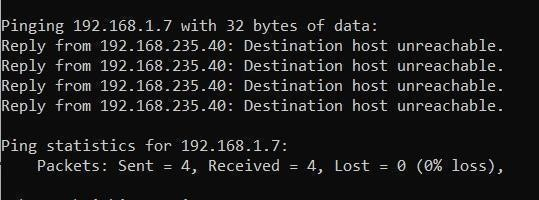 Pinging 192.168.1.7 with 32 bytes of data:
Reply from 192.168.235.40: Destination host unreachable.
Reply from 192.168.235.40: Destination host unreachable.
Reply from 192.168.235.40: Destination host unreachable.
Reply from 192.168.235.40: Destination host unreachable.
Ping statistics for 192.168.1.7:
Packets: Sent = 4, Received = 4, Lost = 0 (0% loss),